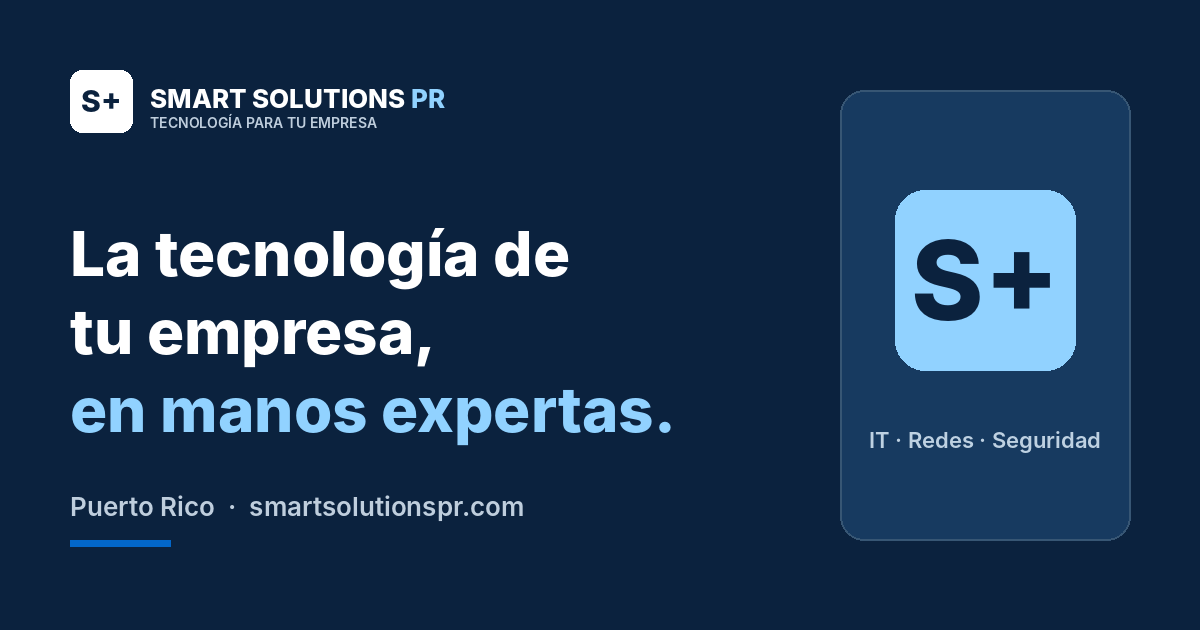 S+
SMART SOLUTIONS PR
TECNOLOGÍA PARA TU EMPRESA
La tecnología de
tu empresa,
en manos expertas.
Puerto Rico · smartsolutionspr.com
S+
IT · Redes · Seguridad